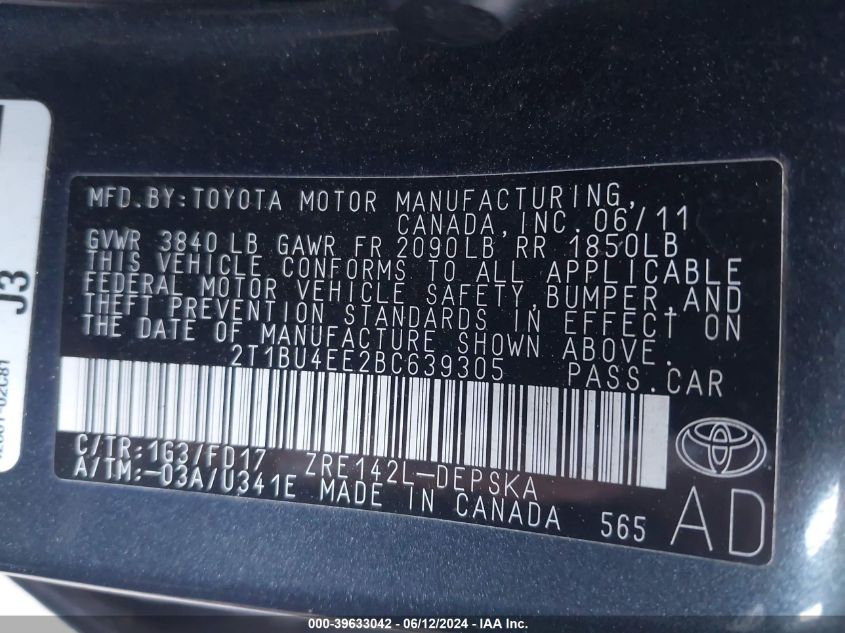 MFD.BY:TOYOTA MOTOR MANUFACTURING,
CANADA,INC. 06/11
GVWR 3840 LB GAWR FR 2090LB RR 1850LB
THIS VEHICLE CONFORMS TO ALL APPLICABLE
FEDERAL MOTOR VEHICLE SAFETY,BUMPER,AND
THEFT PREVENTION STANDARDS IN EFFECT ON
THE DATE OF MANUFACTURE SHOWN ABOVE.
2T1BU4EE2BC639305 PASS.CAR
C/TR:1G3/FD17 ZRE142L-DEPSKA
A/TM:-03A/U341E MADE IN CANADA 565
AD
J3
000-39633042 - 06/12/2024 - IAA Inc.